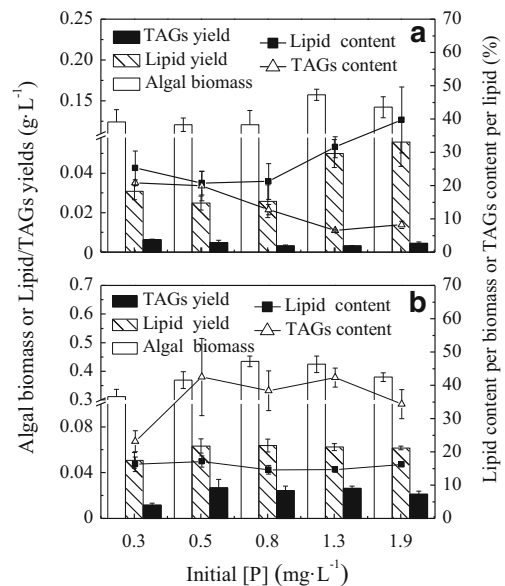 a
TAGs yield
Lipid yield
Algal biomass
Lipid content
TAGs content
0.25
0.20
0.15
0.04
0.02
0
70
60
50
40
30
20
10
0
b
TAGs yield
Lipid yield
Algal biomass
Lipid content
TAGs content
0.7
0.6
0.5
0.4
0.3
0.08
0.04
0
70
60
50
40
30
20
10
0
0.3 0.5 0.8 1.3 1.9
Initial [P] (mg·L⁻¹)
Algal biomass or Lipid/TAGs yields (g·L⁻¹)
Lipid content per biomass or TAGs content per lipid (%)